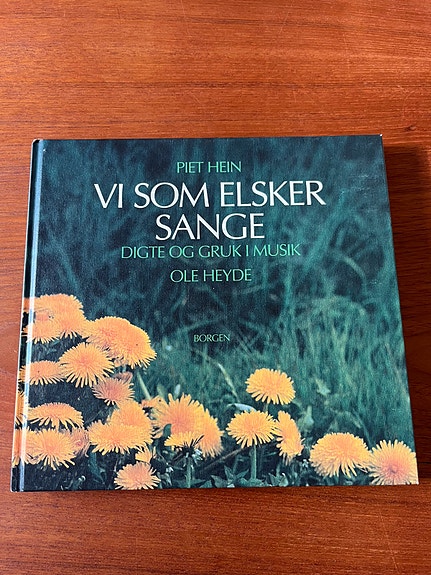 PIET HEIN
VI SOM ELSKER
SANGE
DIGTE OG GRUK I MUSIK
OLE HEYDE
BORGEN